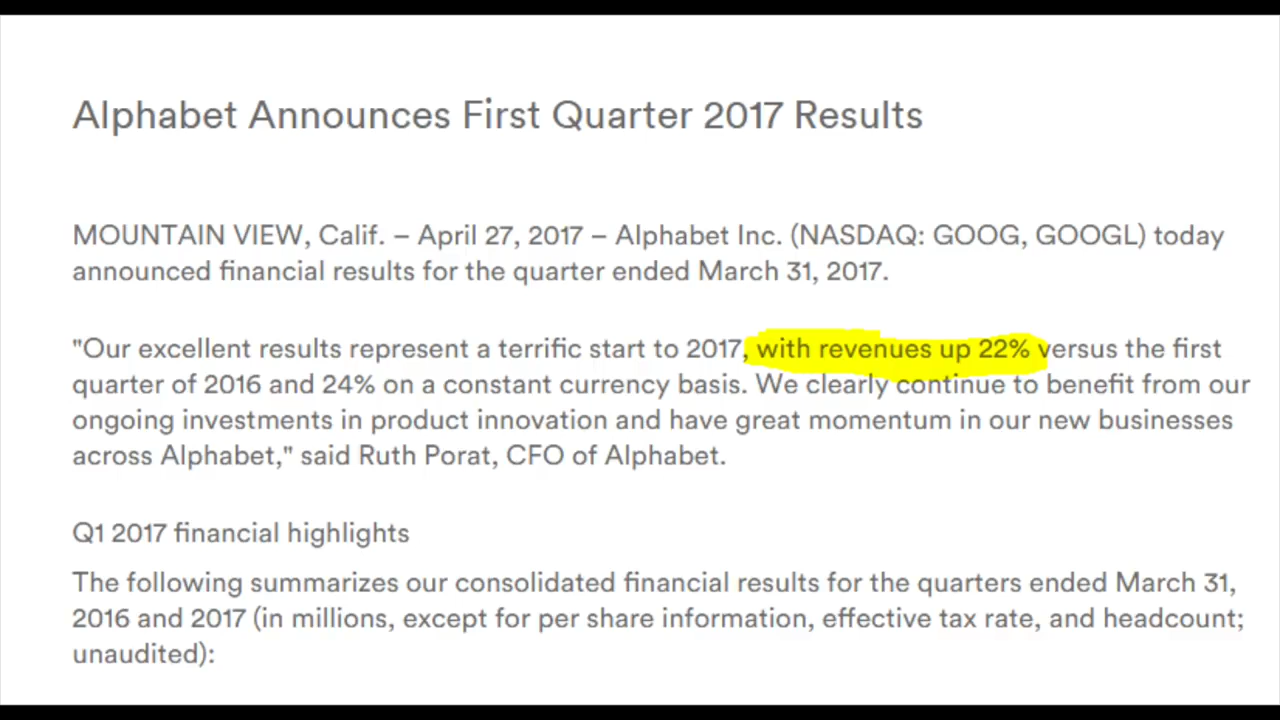 Alphabet Announces First Quarter 2017 Results
MOUNTAIN VIEW, Calif. – April 27, 2017 – Alphabet Inc. (NASDAQ: GOOG, GOOGL) today
announced financial results for the quarter ended March 31, 2017.
"Our excellent results represent a terrific start to 2017, with revenues up 22% versus the first
quarter of 2016 and 24% on a constant currency basis. We clearly continue to benefit from our
ongoing investments in product innovation and have great momentum in our new businesses
across Alphabet," said Ruth Porat, CFO of Alphabet.
Q1 2017 financial highlights
The following summarizes our consolidated financial results for the quarters ended March 31,
2016 and 2017 (in millions, except for per share information, effective tax rate, and headcount;
unaudited):